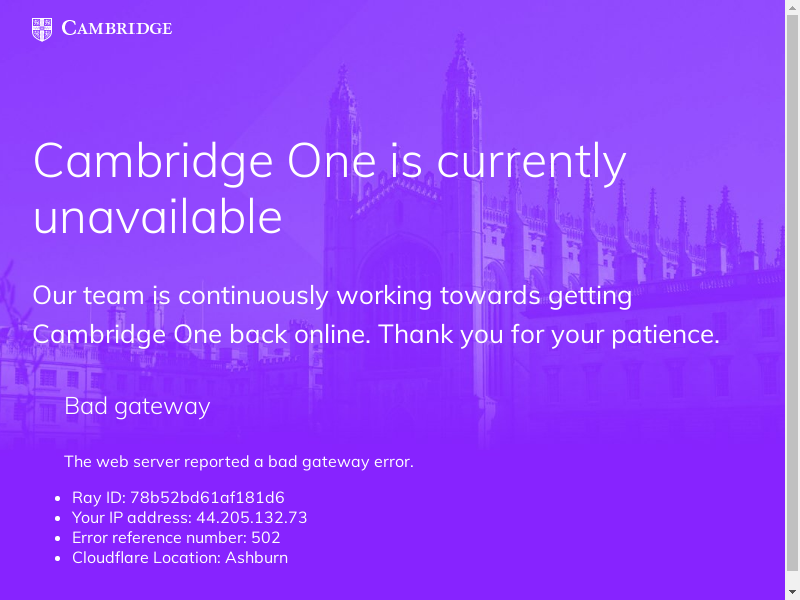 CAMBRIDGE
Cambridge One is currently
unavailable
Our team is continuously working towards getting
Cambridge One back online. Thank you for your patience.
Bad gateway
The web server reported a bad gateway error.
• Ray ID: 78b52bd61af181d6
• Your IP address: 44.205.132.73
• Error reference number: 502
• Cloudflare Location: Ashburn